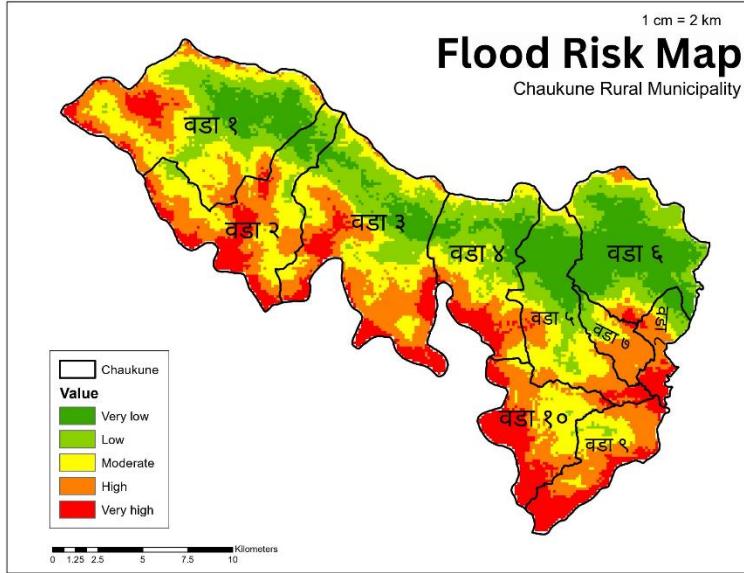 1 cm = 2 km
Flood Risk Map
Chaukune Rural Municipality
वडा १
वडा २
वडा ३
वडा ४
वडा ६
वडा ५
वडा ७
वडा ८
वडा १०
वडा ९
Chaukune
Value
Very low
Low
Moderate
High
Very high
Kilometers
0 1.25 2.5 5 7.5 10